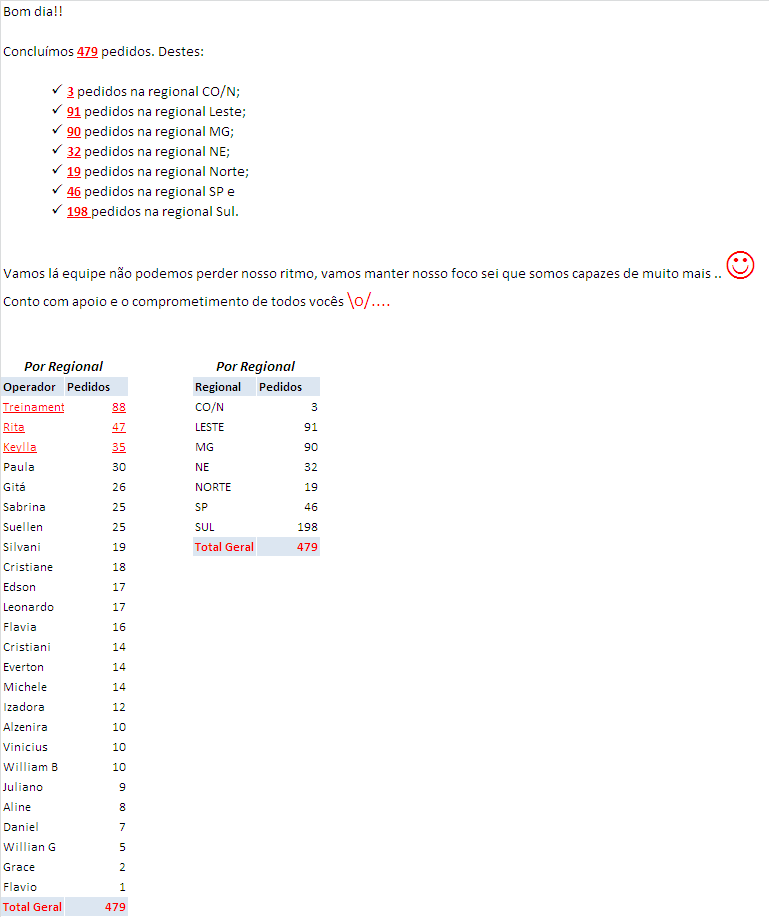 Bom dia!!
Concluímos 479 pedidos. Destes:
✓ 3 pedidos na regional CO/N;
✓ 91 pedidos na regional Leste;
✓ 90 pedidos na regional MG;
✓ 32 pedidos na regional NE;
✓ 19 pedidos na regional Norte;
✓ 46 pedidos na regional SP e
✓ 198 pedidos na regional Sul.
Vamos lá equipe não podemos perder nosso ritmo, vamos manter nosso foco sei que somos capazes de muito mais .. ☺
Conto com apoio e o comprometimento de todos vocês \o/....
Por Regional
Operador Pedidos
Treinament 88
Rita 47
Keylla 35
Paula 30
Gitá 26
Sabrina 25
Suellen 25
Silvani 19
Cristiane 18
Edson 17
Leonardo 17
Flavia 16
Cristiani 14
Everton 14
Michele 14
Izadora 12
Alzenira 10
Vinicius 10
William B 10
Juliano 9
Aline 8
Daniel 7
Willian G 5
Grace 2
Flavio 1
Total Geral 479
Por Regional
Regional Pedidos
CO/N 3
LESTE 91
MG 90
NE 32
NORTE 19
SP 46
SUL 198
Total Geral 479